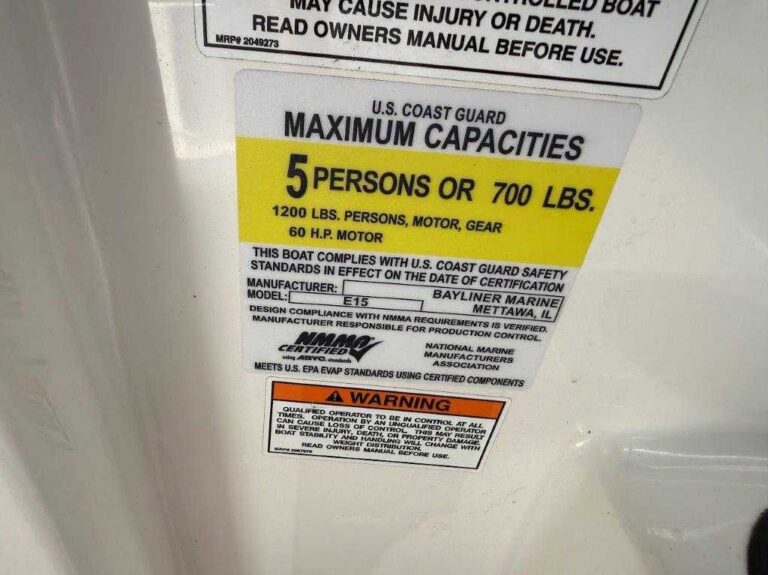 CONTROLLED BOAT
MAY CAUSE INJURY OR DEATH.
READ OWNERS MANUAL BEFORE USE.
MRP# 2049273
U.S. COAST GUARD
MAXIMUM CAPACITIES
5 PERSONS OR 700 LBS.
1200 LBS. PERSONS, MOTOR, GEAR
60 H.P. MOTOR
THIS BOAT COMPLIES WITH U.S. COAST GUARD SAFETY
STANDARDS IN EFFECT ON THE DATE OF CERTIFICATION
MANUFACTURER: BAYLINER MARINE
MODEL: E15 METTAWA, IL
DESIGN COMPLIANCE WITH NMMA REQUIREMENTS IS VERIFIED.
MANUFACTURER RESPONSIBLE FOR PRODUCTION CONTROL.
NMMA
CERTIFIED
using ABYC standards
NATIONAL MARINE
MANUFACTURERS
ASSOCIATION
MEETS U.S. EPA EVAP STANDARDS USING CERTIFIED COMPONENTS
WARNING
QUALIFIED OPERATOR TO BE IN CONTROL AT ALL
TIMES. OPERATION BY AN UNQUALIFIED OPERATOR
CAN CAUSE LOSS OF CONTROL. THIS MAY RESULT
IN SEVERE INJURY, DEATH, OR PROPERTY DAMAGE.
BOAT STABILITY AND HANDLING WILL CHANGE WITH
WEIGHT DISTRIBUTION.
READ OWNERS MANUAL BEFORE USE.